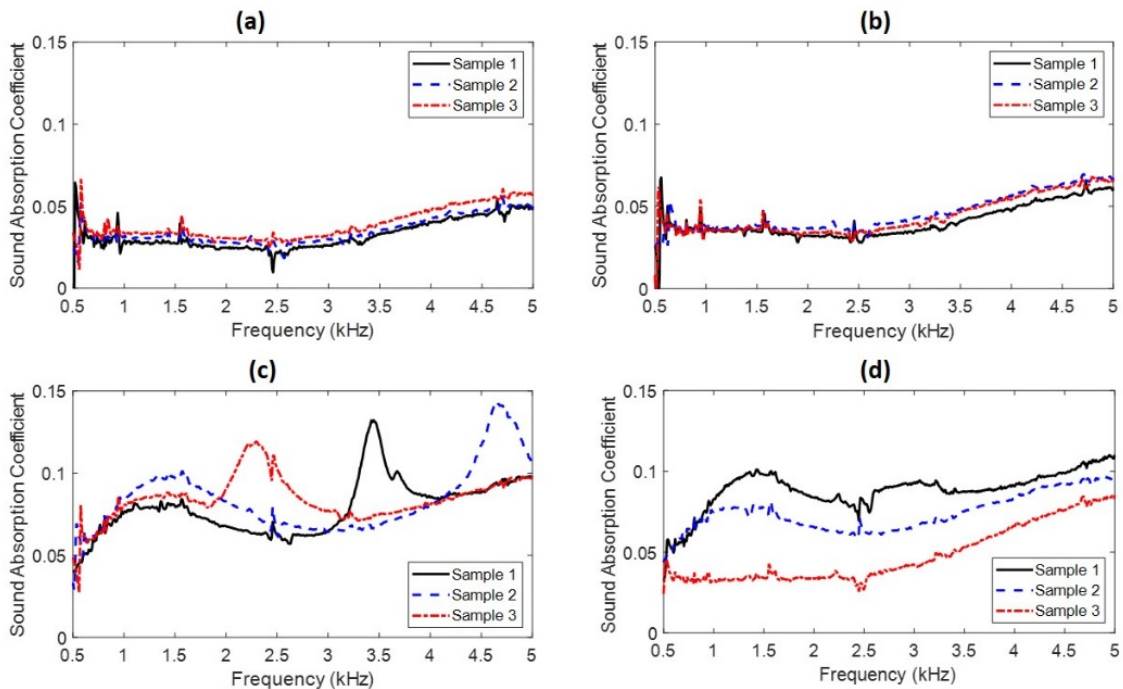 (a)
0.15
0.1
0.05
0
Sound Absorption Coefficient
Sample 1
Sample 2
Sample 3
0.5 1 1.5 2 2.5 3 3.5 4 4.5 5
Frequency (kHz)
(b)
0.15
0.1
0.05
0
Sound Absorption Coefficient
Sample 1
Sample 2
Sample 3
0.5 1 1.5 2 2.5 3 3.5 4 4.5 5
Frequency (kHz)
(c)
0.15
0.1
0.05
0
Sound Absorption Coefficient
Sample 1
Sample 2
Sample 3
0.5 1 1.5 2 2.5 3 3.5 4 4.5 5
Frequency (kHz)
(d)
0.15
0.1
0.05
0
Sound Absorption Coefficient
Sample 1
Sample 2
Sample 3
0.5 1 1.5 2 2.5 3 3.5 4 4.5 5
Frequency (kHz)